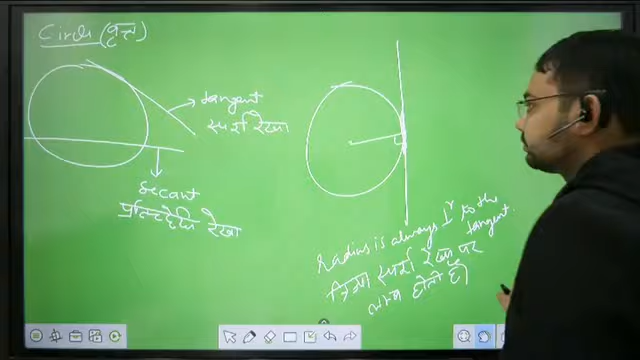 Circle (वृत्त)
tangent
स्पर्श रेखा
secant
प्रतिच्छेदी रेखा
Radius is always ⊥r to the
tangent.
त्रिज्या स्पर्श रेखा पर
लम्ब होती है।